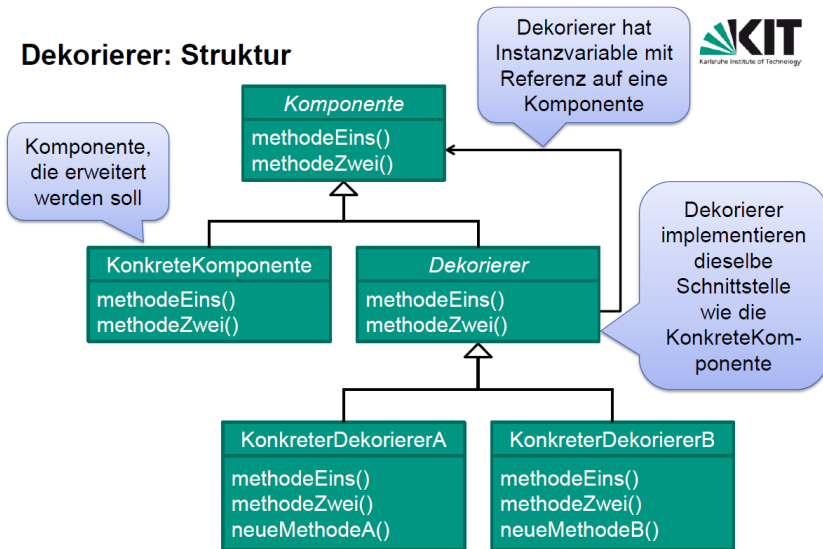 Dekorierer: Struktur
Dekorierer hat
Instanzvariable mit
Referenz auf eine
Komponente
KIT
Karlsruhe Institute of Technology
Komponente,
die erweitert
werden soll
Komponente
methodeEins()
methodeZwei()
KonkreteKomponente
methodeEins()
methodeZwei()
Dekorierer
methodeEins()
methodeZwei()
Dekorierer
implementieren
dieselbe
Schnittstelle
wie die
KonkreteKom-
ponente
KonkreterDekoriererA
methodeEins()
methodeZwei()
neueMethodeA()
KonkreterDekoriererB
methodeEins()
methodeZwei()
neueMethodeB()